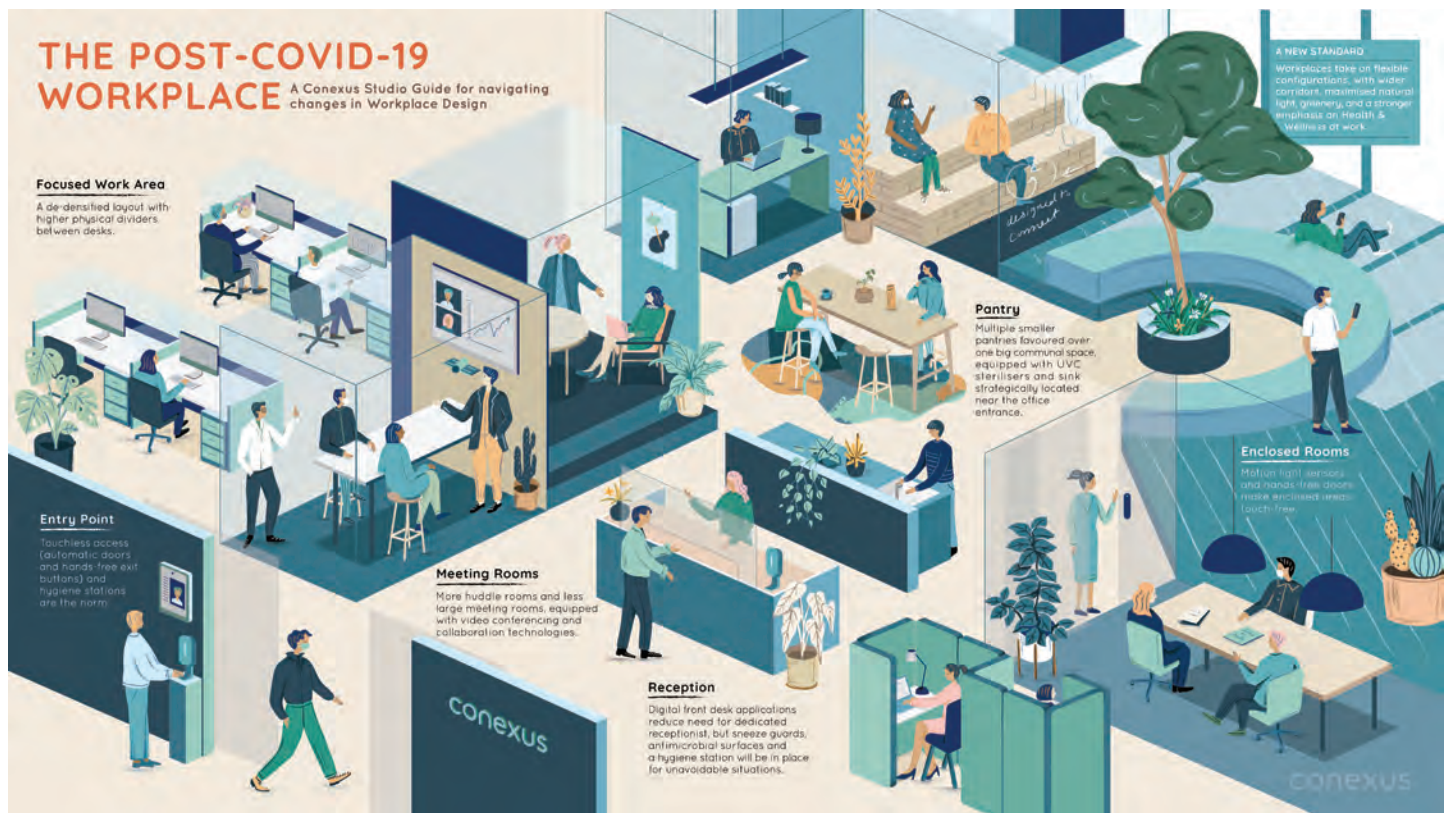 THE POST-COVID-19
WORKPLACE
A Conexus Studio Guide for navigating
changes in Workplace Design
A NEW STANDARD
Workplaces take on flexible
configurations, with wider
corridors, maximised natural
light, greenery, and a stronger
emphasis on Health &
Wellness at work
Focused Work Area
A de-densified layout with
higher physical dividers
between desks.
designed to
connect
Pantry
Multiple smaller
pantries favoured over
one big communal space,
equipped with UVC
sterilisers and sink
strategically located
near the office
entrance.
Enclosed Rooms
Motion light sensors
and hands-free doors
make enclosed areas
touch-free.
Entry Point
Touchless access
(automatic doors
and hands-free exit
buttons) and
hygiene stations
are the norm.
Meeting Rooms
More huddle rooms and less
large meeting rooms, equipped
with video conferencing and
collaboration technologies.
Reception
Digital front desk applications
reduce need for dedicated
receptionist, but sneeze guards,
antimicrobial surfaces and
a hygiene station will be in place
for unavoidable situations.
conexus
conexus